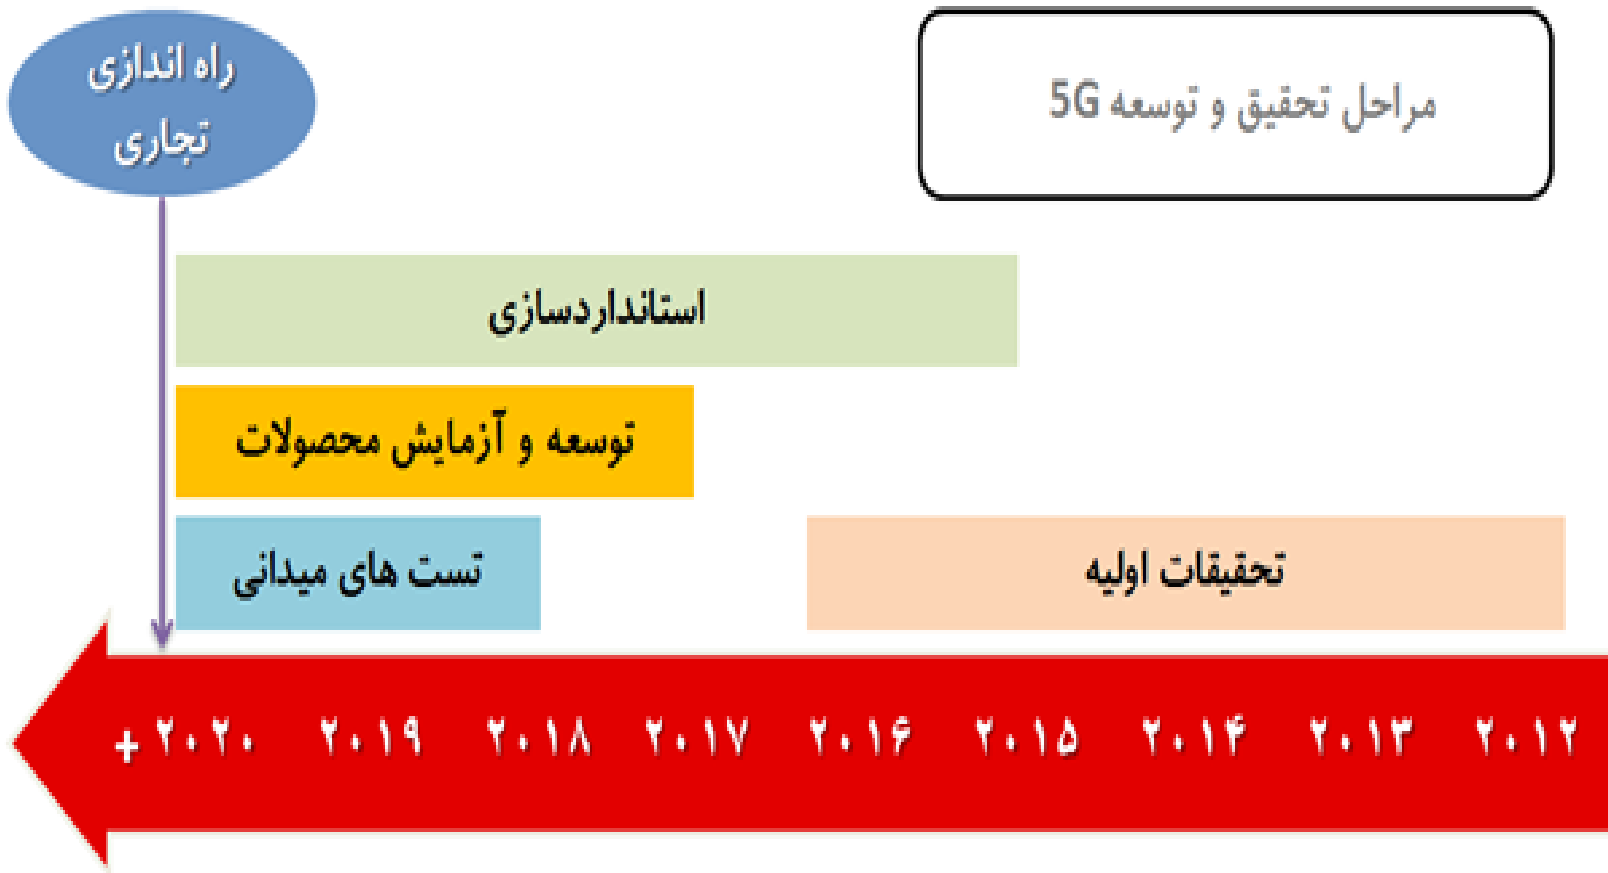 مراحل تحقیق و توسعه 5G
راه اندازی
تجاری
استانداردسازی
توسعه و آزمایش محصولات
تحقیقات اولیه
تست های میدانی
۲۰۱۲ ۲۰۱۳ ۲۰۱۴ ۲۰۱۵ ۲۰۱۶ ۲۰۱۷ ۲۰۱۸ ۲۰۱۹ ۲۰۲۰ +